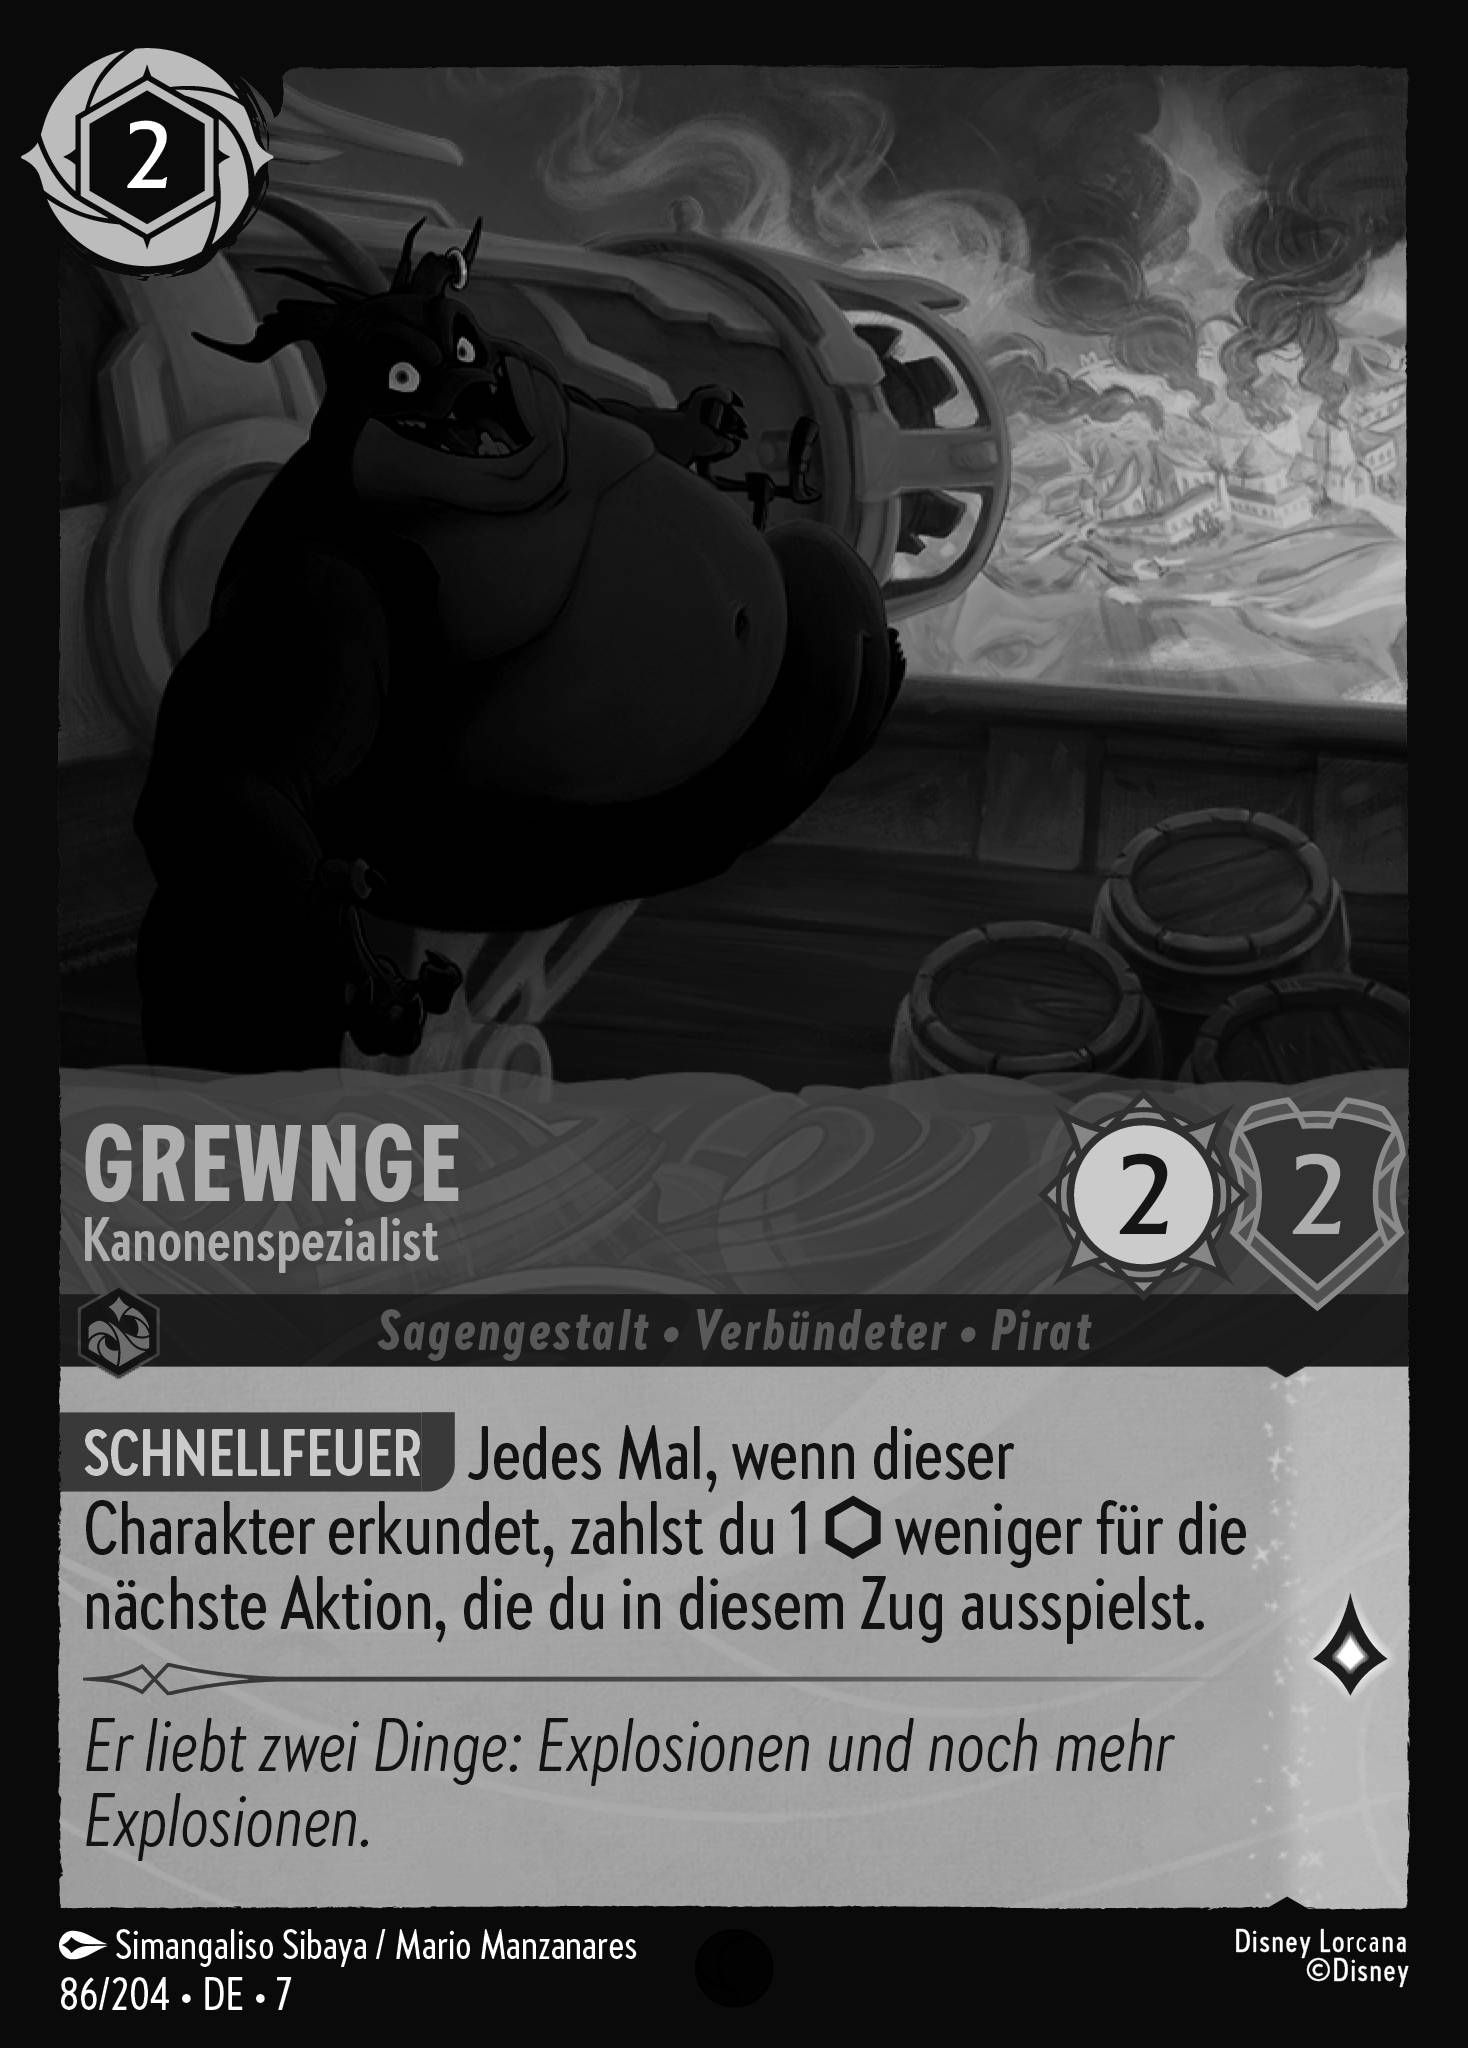 2
GREWNGE
Kanonenspezialist
2 2
Sagengestalt • Verbündeter • Pirat
SCHNELLFEUER Jedes Mal, wenn dieser
Charakter erkundet, zahlst du 1 ⬡ weniger für die
nächste Aktion, die du in diesem Zug ausspielst.
Er liebt zwei Dinge: Explosionen und noch mehr
Explosionen.
Simangaliso Sibaya / Mario Manzanares
86/204 • DE • 7
Disney Lorcana
©Disney